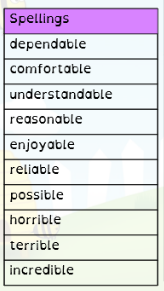 Spellings
dependable
comfortable
understandable
reasonable
enjoyable
reliable
possible
horrible
terrible
incredible